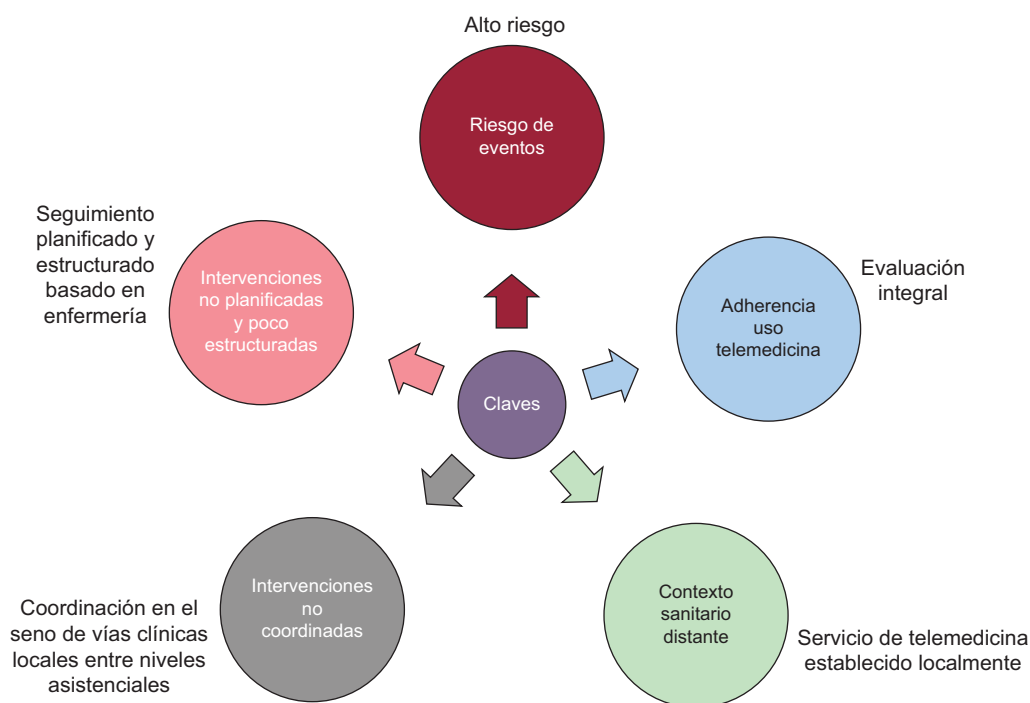 Alto riesgo
Riesgo de
eventos
Seguimiento
planificado y
estructurado
basado en
enfermería
Intervenciones
no planificadas
y poco
estructuradas
Adherencia
uso
telemedicina
Evaluación
integral
Claves
Coordinación en el
seno de vías clínicas
locales entre niveles
asistenciales
Intervenciones
no
coordinadas
Contexto
sanitario
distante
Servicio de telemedicina
establecido localmente